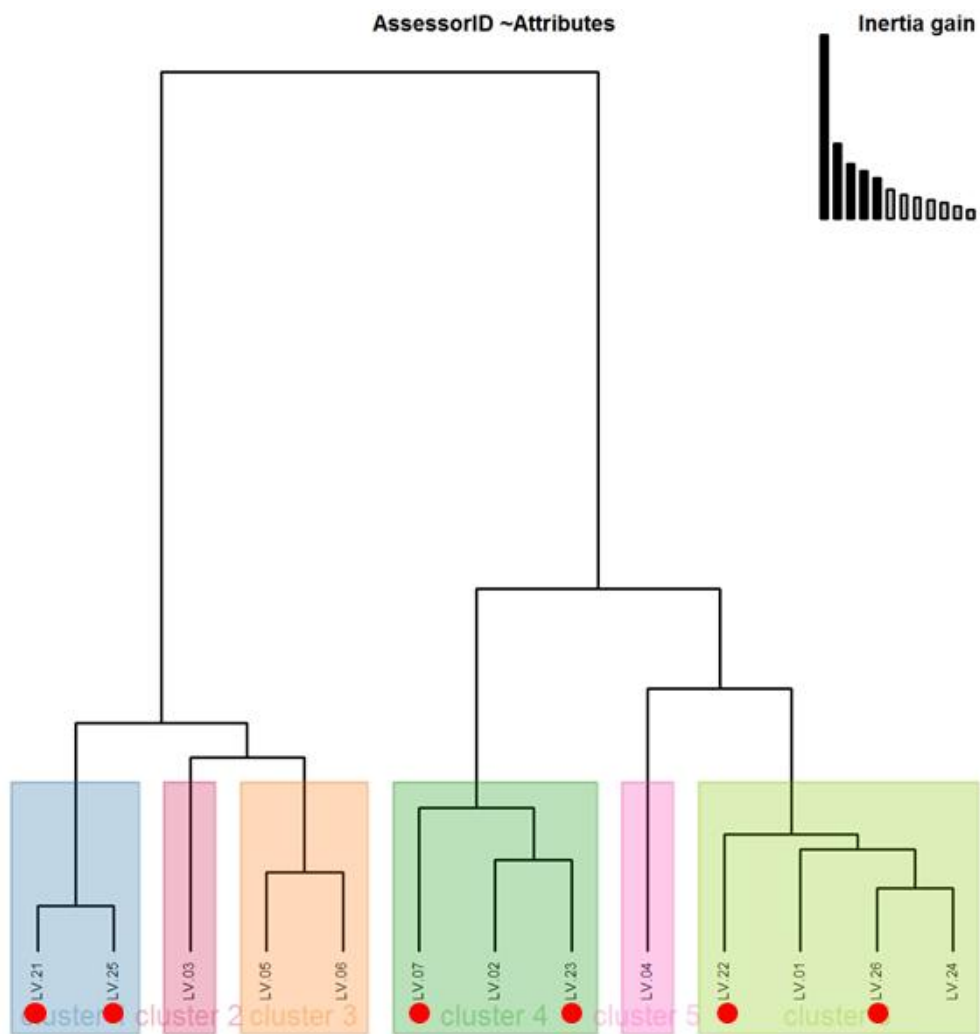 AssessorID ~Attributes
Inertia gain
LV.21
LV.25
LV.03
LV.05
LV.06
LV.07
LV.02
LV.23
LV.04
LV.22
LV.01
LV.26
LV.24
cluster
cluster 2
cluster 3
cluster 4
cluster 5
cluster